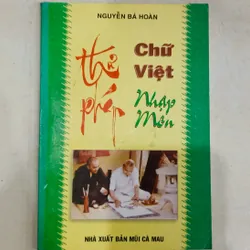 NGUYỄN BÁ HOÀN
Thư pháp
Chữ
Việt
Nhập
Môn
NHÀ XUẤT BẢN MŨI CÀ MAU